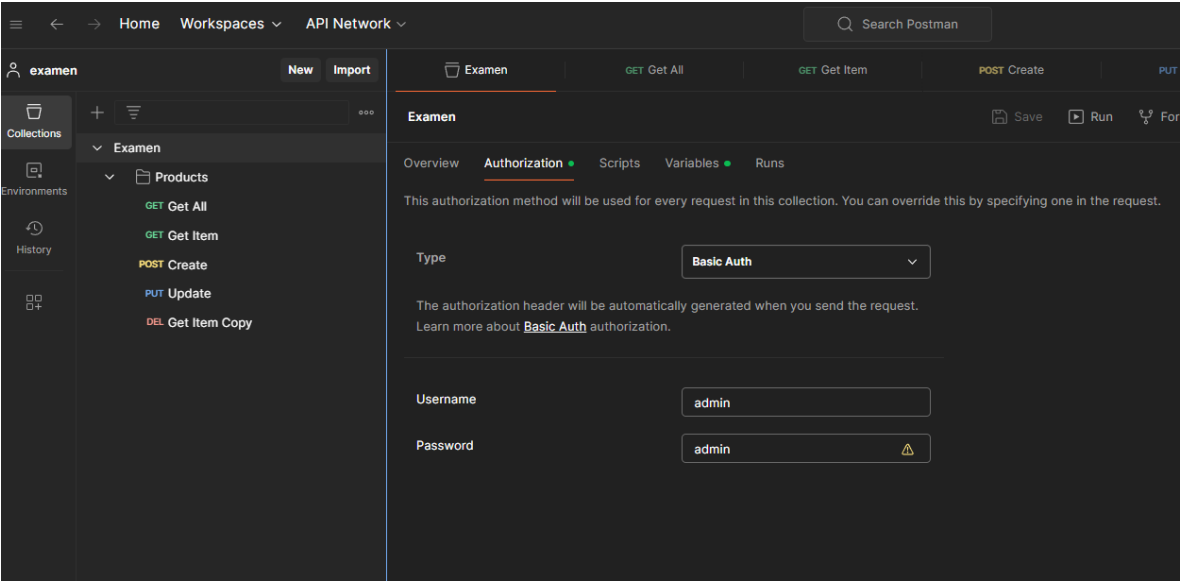 Home Workspaces API Network Search Postman
examen New Import
Examen GET Get All GET Get Item POST Create PUT
Collections
Environments
History
Examen
Products
GET Get All
GET Get Item
POST Create
PUT Update
DEL Get Item Copy
Examen Save Run For
Overview Authorization Scripts Variables Runs
This authorization method will be used for every request in this collection. You can override this by specifying one in the request.
Type Basic Auth
The authorization header will be automatically generated when you send the request.
Learn more about Basic Auth authorization.
Username admin
Password admin